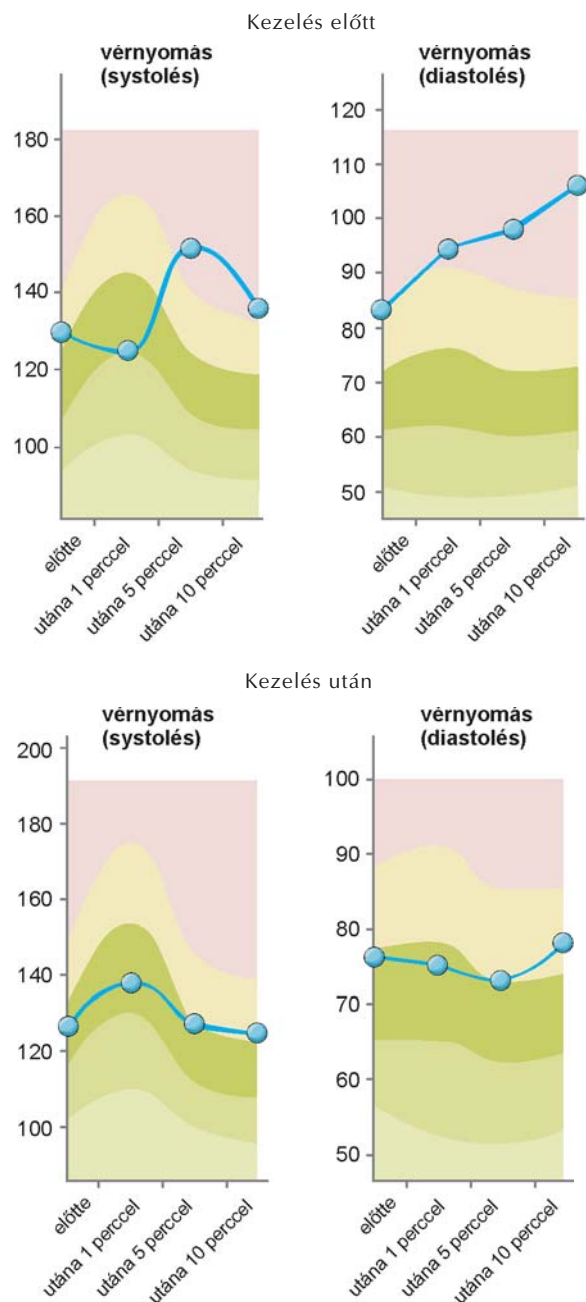 Kezelés előtt
vérnyomás
(systolés)
180
160
140
120
100
előtte
utána 1 perccel
utána 5 perccel
utána 10 perccel
vérnyomás
(diastolés)
120
110
100
90
80
70
60
50
előtte
utána 1 perccel
utána 5 perccel
utána 10 perccel
Kezelés után
vérnyomás
(systolés)
200
180
160
140
120
100
előtte
utána 1 perccel
utána 5 perccel
utána 10 perccel
vérnyomás
(diastolés)
100
90
80
70
60
50
előtte
utána 1 perccel
utána 5 perccel
utána 10 perccel